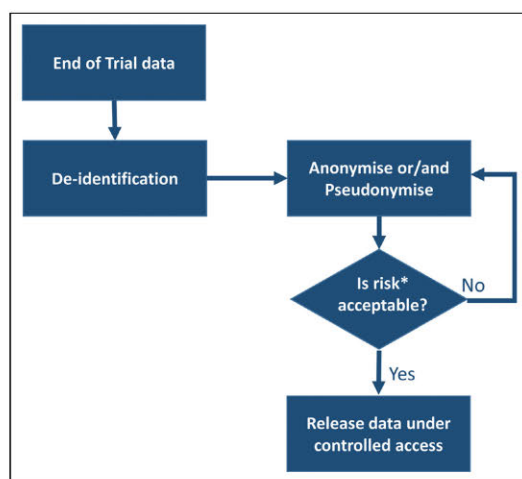 End of Trial data
De-identification
Anonymise or/and
Pseudonymise
Is risk*
acceptable?
No
Yes
Release data under
controlled access